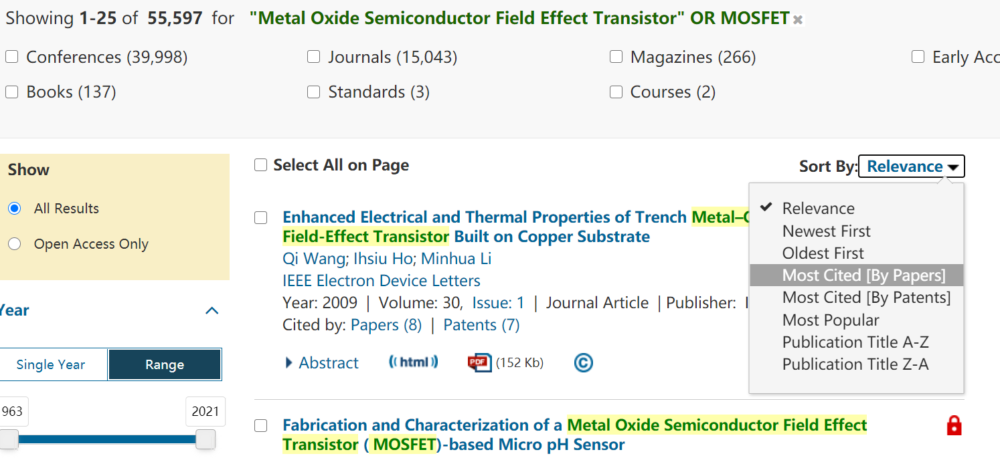 Showing 1-25 of 55,597 for "Metal Oxide Semiconductor Field Effect Transistor" OR MOSFET
Conferences (39,998) Journals (15,043) Magazines (266) Early Acc
Books (137) Standards (3) Courses (2)
Show
All Results
Open Access Only
Year
Single Year Range
963 2021
Select All on Page
Sort By: Relevance
Relevance
Newest First
Oldest First
Most Cited [By Papers]
Most Cited [By Patents]
Most Popular
Publication Title A-Z
Publication Title Z-A
Enhanced Electrical and Thermal Properties of Trench Metal–
Field-Effect Transistor Built on Copper Substrate
Qi Wang; Ihsiu Ho; Minhua Li
IEEE Electron Device Letters
Year: 2009 | Volume: 30, Issue: 1 | Journal Article | Publisher:
Cited by: Papers (8) | Patents (7)
Abstract html PDF (152 Kb) ©
Fabrication and Characterization of a Metal Oxide Semiconductor Field Effect
Transistor ( MOSFET)-based Micro pH Sensor